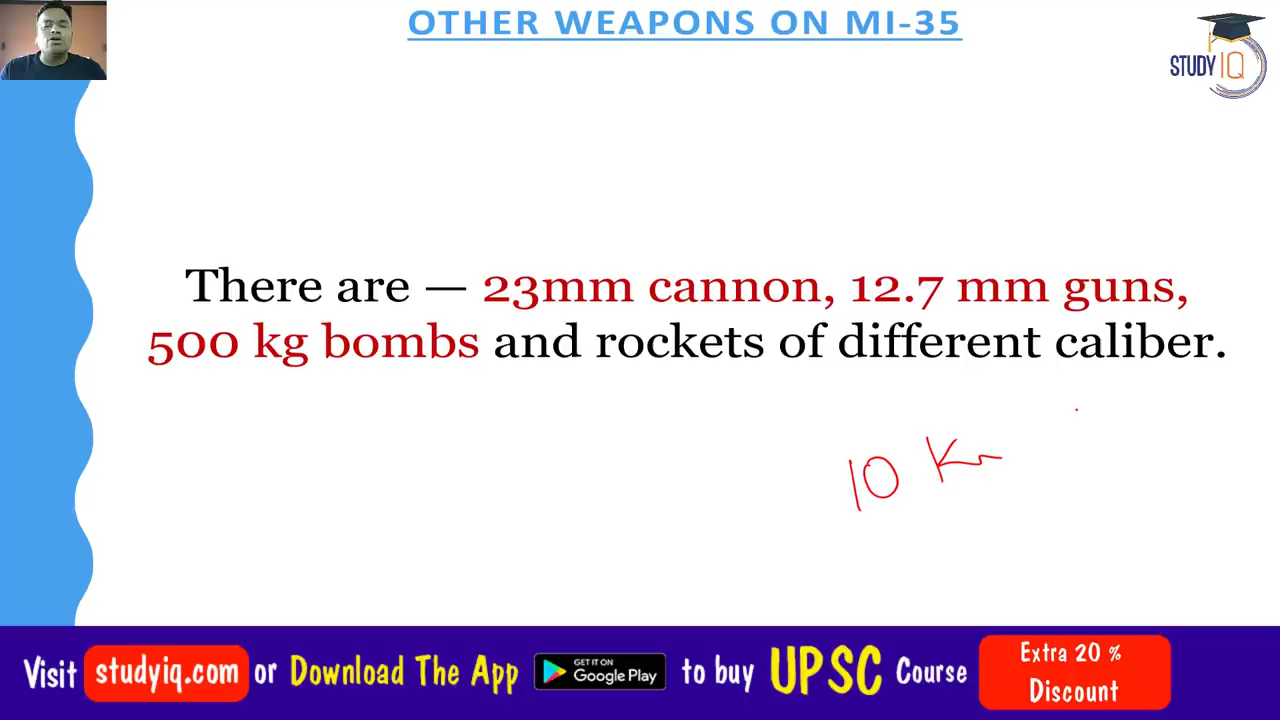 OTHER WEAPONS ON MI-35
STUDY IQ
There are — 23mm cannon, 12.7 mm guns,
500 kg bombs and rockets of different caliber.
10 Km
Visit studyiq.com or Download The App GET IT ON Google Play to buy UPSC Course Extra 20 % Discount